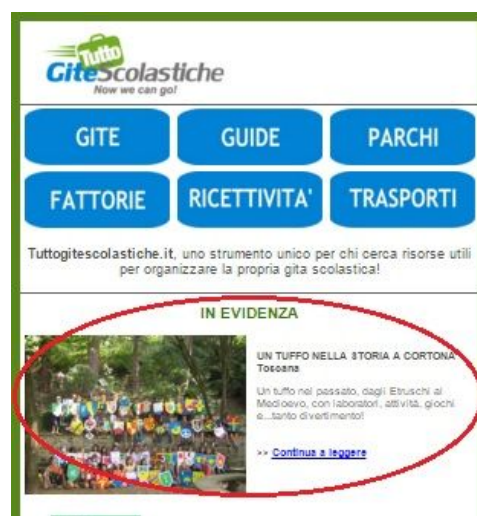 Tutto
GiteScolastiche
Now we can go!
GITE
GUIDE
PARCHI
FATTORIE
RICETTIVITA'
TRASPORTI
Tuttogitescolastiche.it, uno strumento unico per chi cerca risorse utili
per organizzare la propria gita scolastica!
IN EVIDENZA
UN TUFFO NELLA STORIA A CORTONA
Toscana
Un tuffo nel passato, dagli Etruschi al
Medioevo, con laboratori, attività, giochi
e...tanto divertimento!
>> Continua a leggere